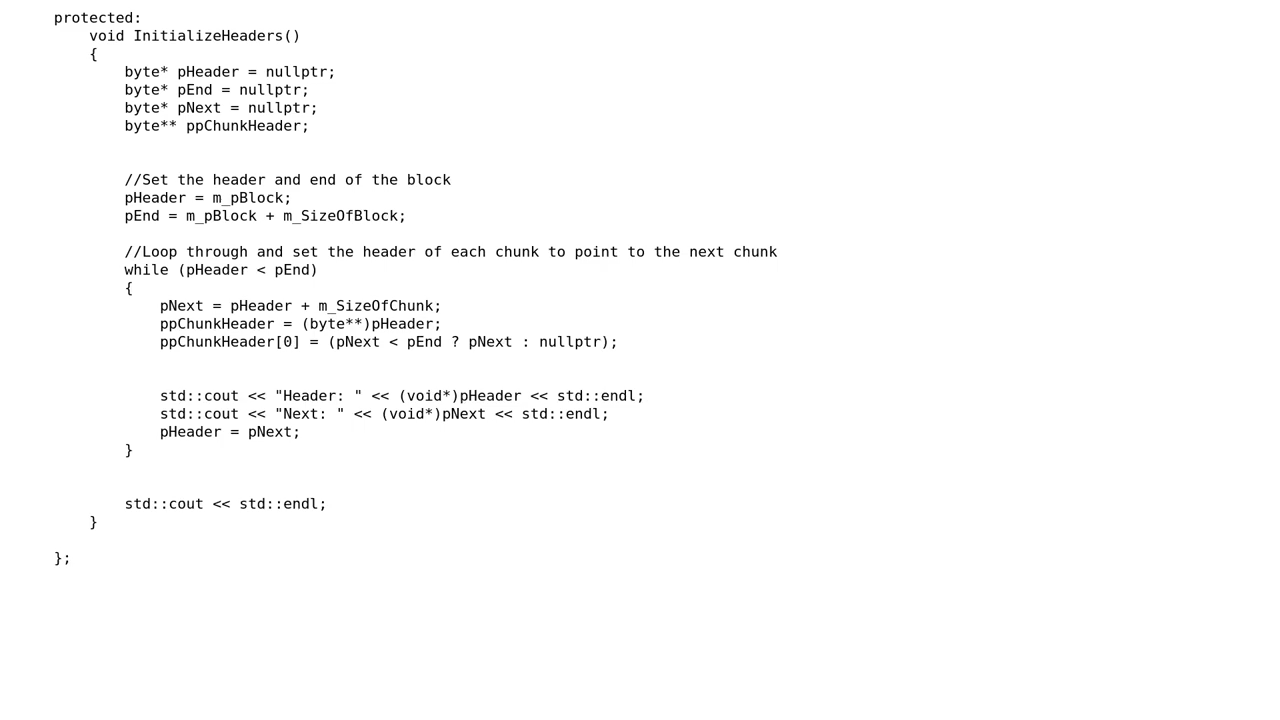 protected:
    void InitializeHeaders()
    {
        byte* pHeader = nullptr;
        byte* pEnd = nullptr;
        byte* pNext = nullptr;
        byte** ppChunkHeader;
        //Set the header and end of the block
        pHeader = m_pBlock;
        pEnd = m_pBlock + m_SizeOfBlock;
        //Loop through and set the header of each chunk to point to the next chunk
        while (pHeader < pEnd)
        {
            pNext = pHeader + m_SizeOfChunk;
            ppChunkHeader = (byte**)pHeader;
            ppChunkHeader[0] = (pNext < pEnd ? pNext : nullptr);
            std::cout << "Header: " << (void*)pHeader << std::endl;
            std::cout << "Next: " << (void*)pNext << std::endl;
            pHeader = pNext;
        }
        std::cout << std::endl;
    }
};